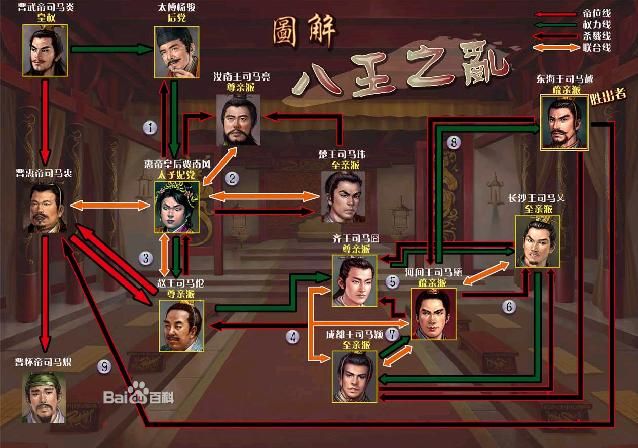 晋武帝司马炎
皇权
太傅杨骏
后党
圖解
八王之亂
帝位线
权力线
杀戮线
联合线
汝南王司马亮
尊亲派
东海王司马越
疏亲派
胜出者
①
⑧
惠帝皇后贾南风
太子妃党
楚王司马玮
至亲派
②
晋惠帝司马衷
长沙王司马乂
至亲派
③
齐王司马冏
至亲派
河间王司马颙
疏亲派
⑤
⑥
赵王司马伦
尊亲派
④
⑦
成都王司马颖
至亲派
晋怀帝司马炽
⑨
Bai百科